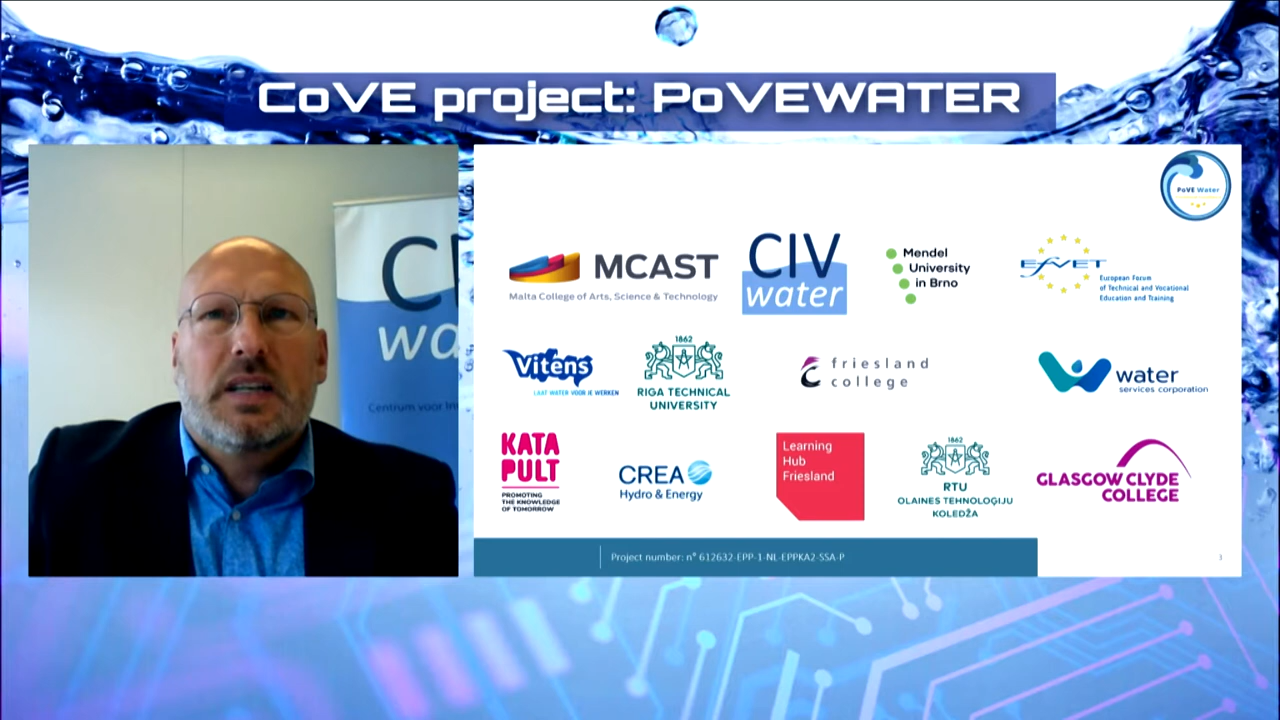 CoVE project: PoVEWATER
CI
wa
Centrum voor In
PoVE Water
MCAST
Malta College of Arts, Science & Technology
CIV
water
Mendel
University
in Brno
EfVET
European Forum
of Technical and Vocational
Education and Training
Vitens
LAAT WATER VOOR JE WERKEN
1862
RIGA TECHNICAL
UNIVERSITY
friesland
college
water
services corporation
KATA
PULT
PROMOTING
THE KNOWLEDGE
OF TOMORROW
CREA
Hydro & Energy
Learning
Hub
Friesland
1862
RTU
OLAINES TEHNOLOĢIJU
KOLEDŽA
GLASGOW CLYDE
COLLEGE
Project number: n° 612632-EPP-1-NL-EPPKA2-SSA-P
3